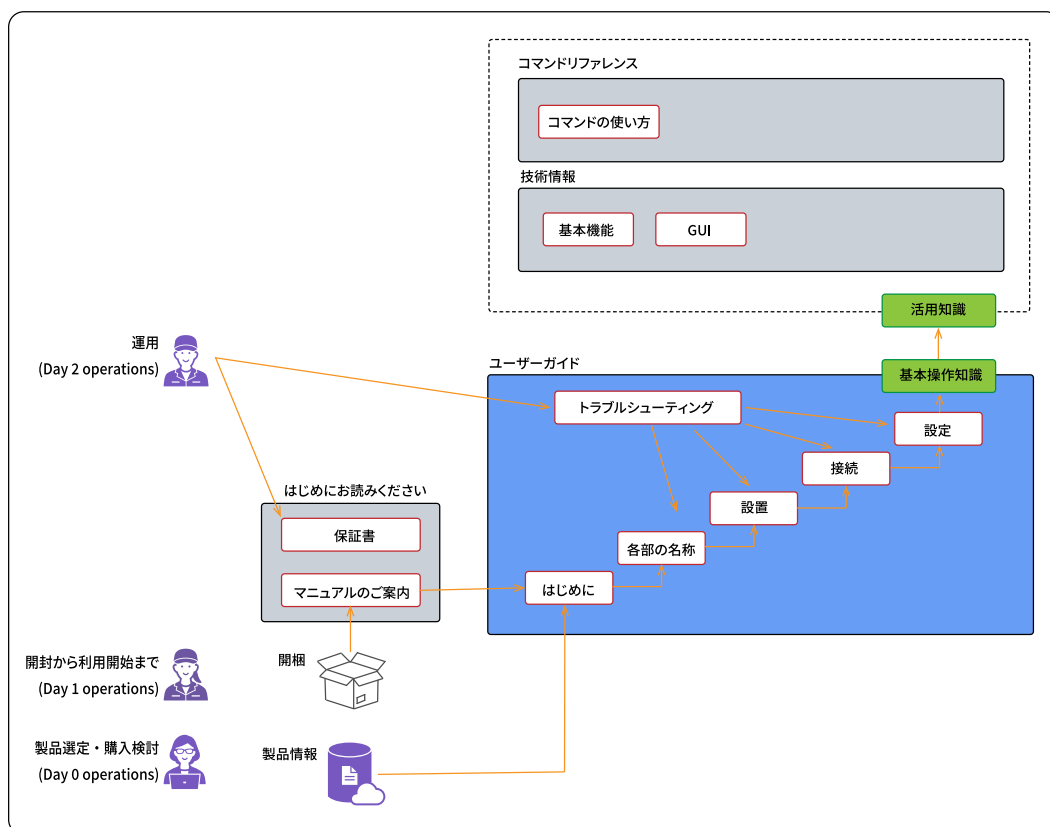 コマンドリファレンス
コマンドの使い方
技術情報
基本機能
GUI
活用知識
運用
(Day 2 operations)
ユーザーガイド
基本操作知識
トラブルシューティング
設定
接続
設置
各部の名称
はじめに
はじめにお読みください
保証書
マニュアルのご案内
開封から利用開始まで
(Day 1 operations)
開梱
製品選定・購入検討
(Day 0 operations)
製品情報